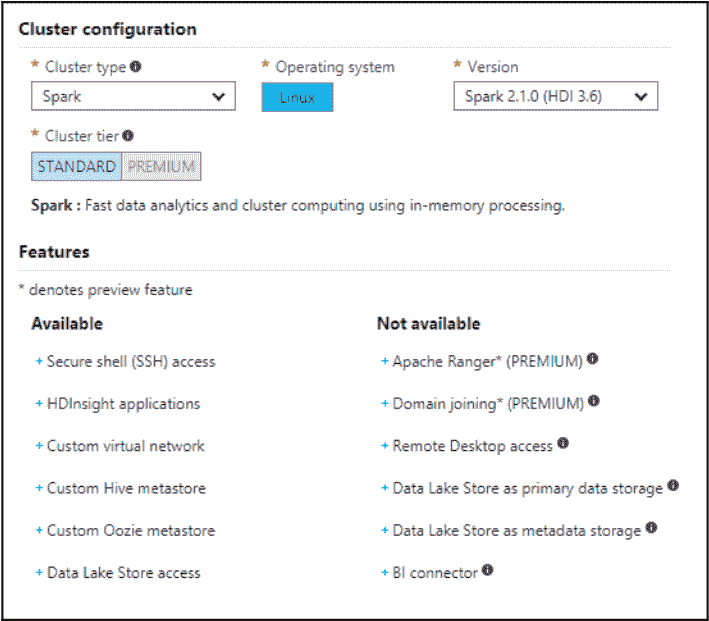 Cluster configuration
* Cluster type * Operating system * Version
Spark Linux Spark 2.1.0 (HDI 3.6)
* Cluster tier
STANDARD PREMIUM
Spark : Fast data analytics and cluster computing using in-memory processing.
Features
* denotes preview feature
Available
+ Secure shell (SSH) access
+ HDInsight applications
+ Custom virtual network
+ Custom Hive metastore
+ Custom Oozie metastore
+ Data Lake Store access
Not available
+ Apache Ranger* (PREMIUM)
+ Domain joining* (PREMIUM)
+ Remote Desktop access
+ Data Lake Store as primary data storage
+ Data Lake Store as metadata storage
+ BI connector